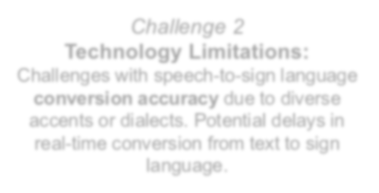 Challenge 2
Technology Limitations:
Challenges with speech-to-sign language
conversion accuracy due to diverse
accents or dialects. Potential delays in
real-time conversion from text to sign
language.